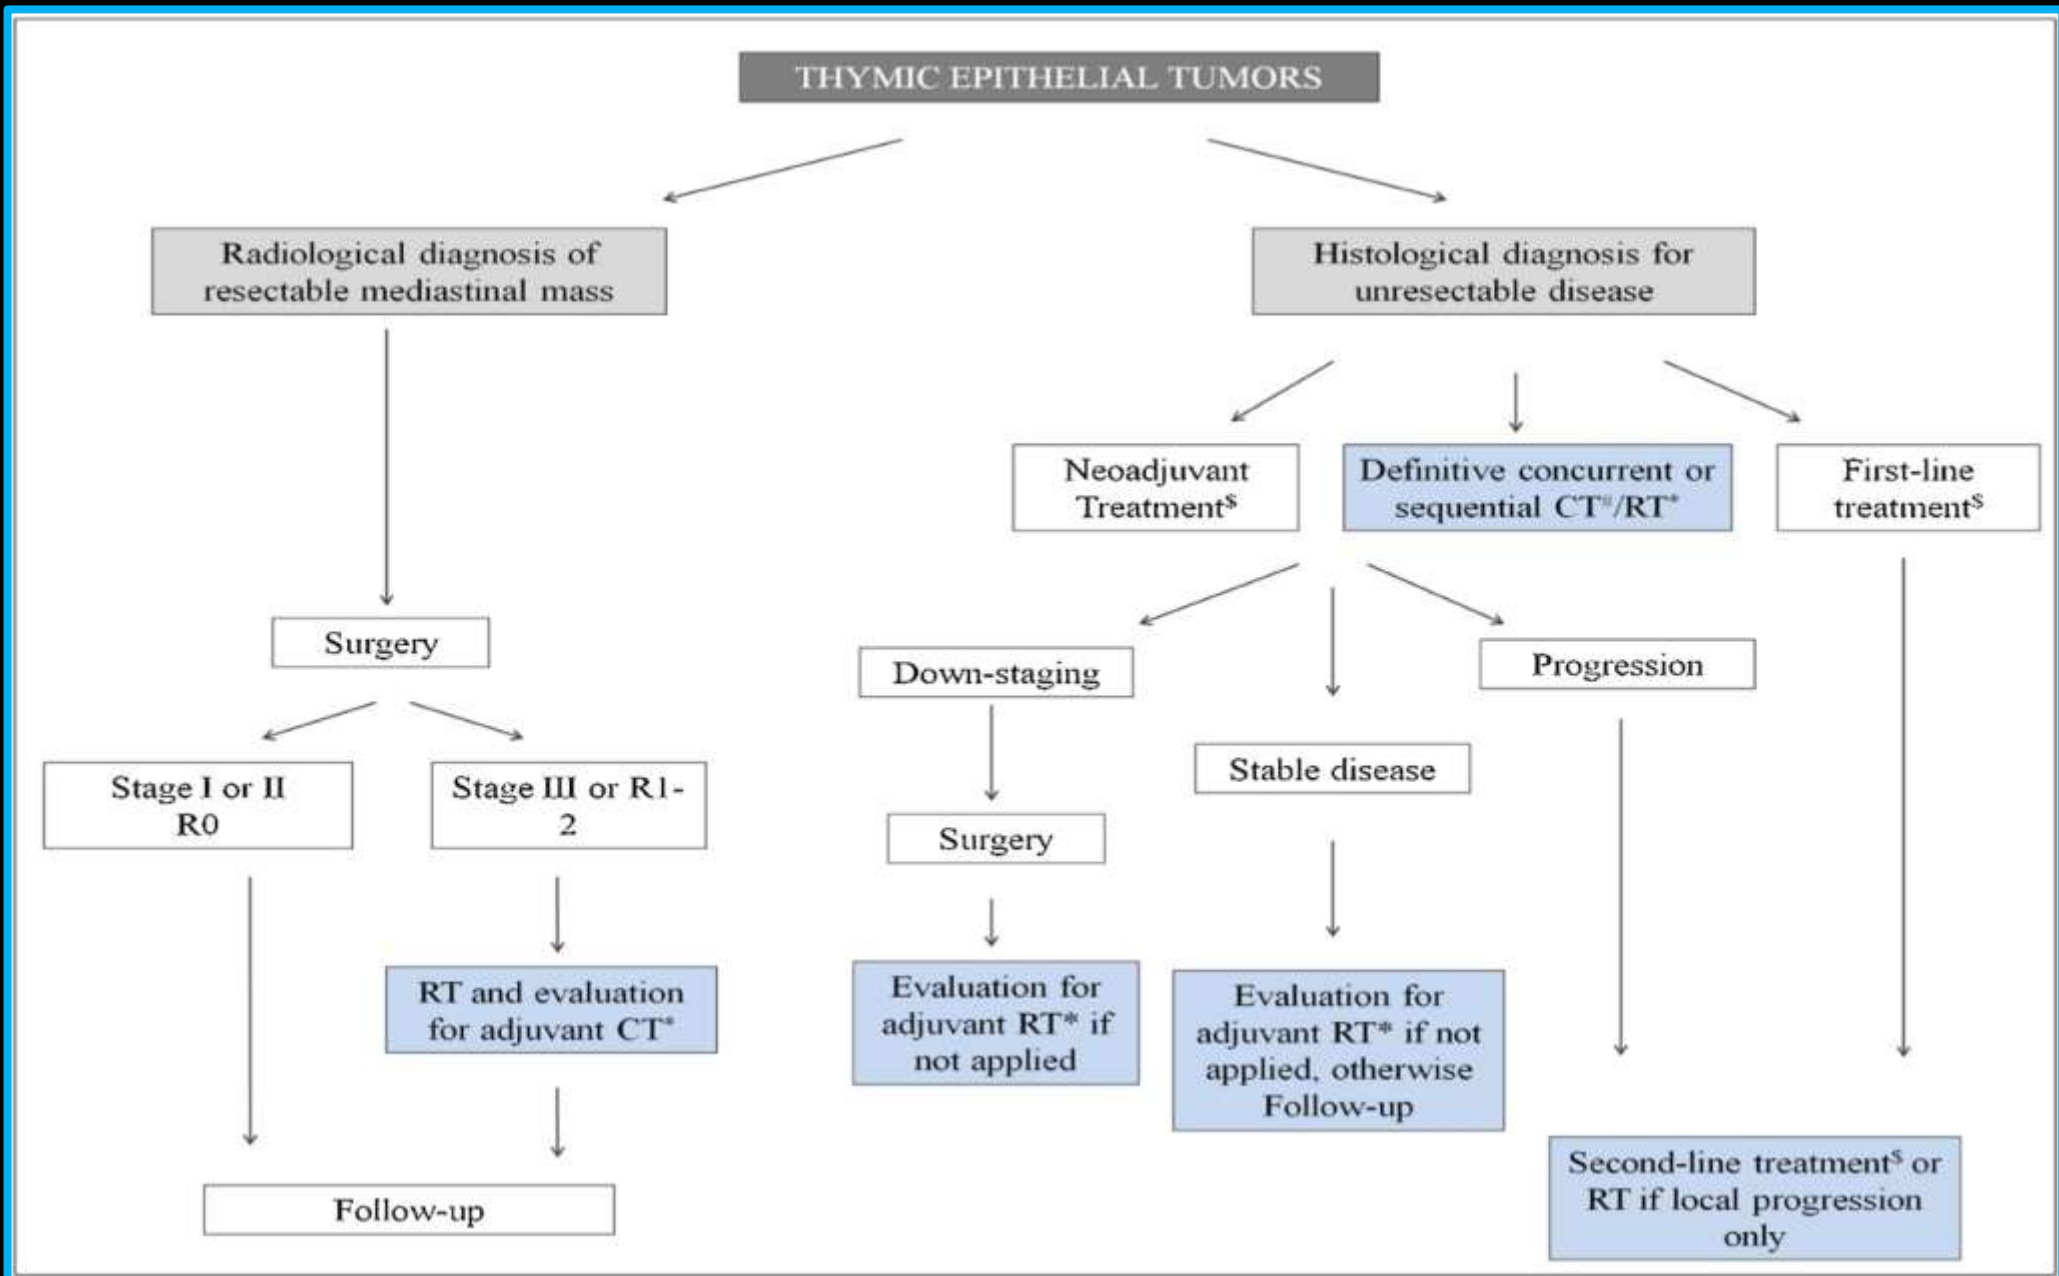 THYMIC EPITHELIAL TUMORS
Radiological diagnosis of
resectable mediastinal mass
Histological diagnosis for
unresectable disease
Neoadjuvant
Treatment$
Definitive concurrent or
sequential CT#/RT*
First-line
treatment$
Surgery
Down-staging
Progression
Stable disease
Stage I or II
R0
Stage III or R1-
2
Surgery
RT and evaluation
for adjuvant CT*
Evaluation for
adjuvant RT* if
not applied
Evaluation for
adjuvant RT* if not
applied, otherwise
Follow-up
Second-line treatment$ or
RT if local progression
only
Follow-up